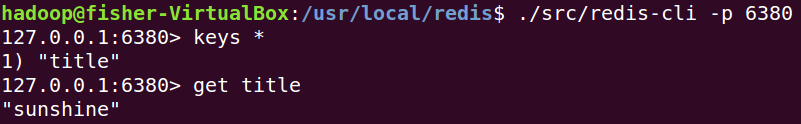 hadoop@fisher-VirtualBox:/usr/local/redis$ ./src/redis-cli -p 6380
127.0.0.1:6380> keys *
1) "title"
127.0.0.1:6380> get title
"sunshine"